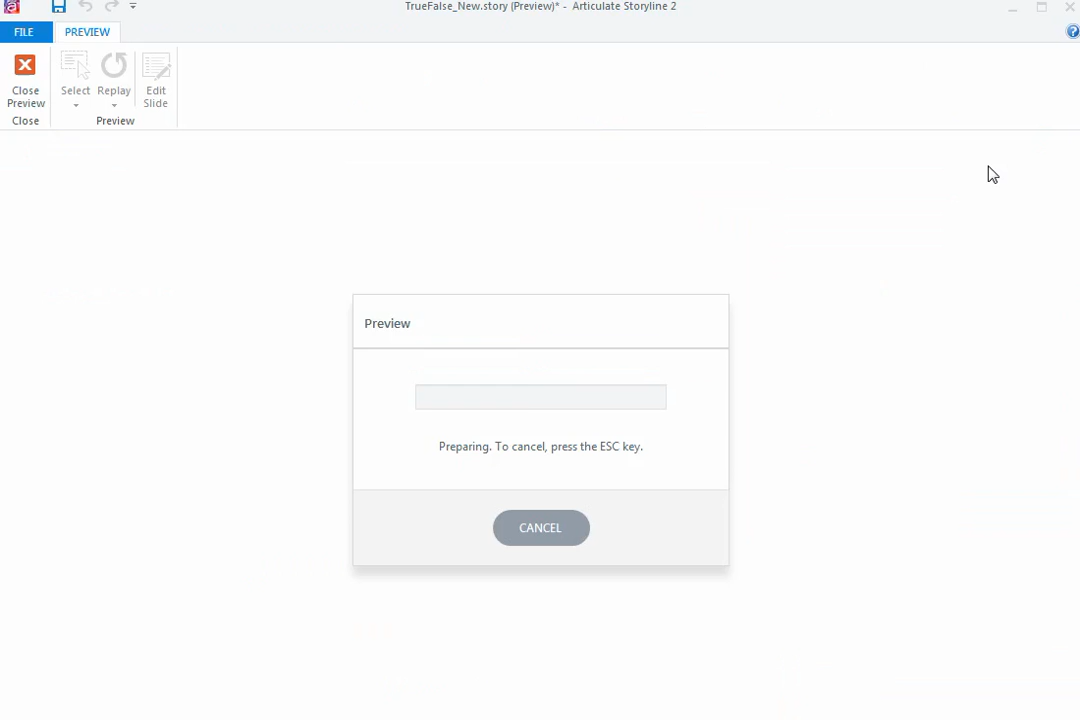 TrueFalse_New.story (Preview)* - Articulate Storyline 2
FILE
PREVIEW
Close Preview
Select
Replay
Edit Slide
Close
Preview
Preview
Preparing. To cancel, press the ESC key.
CANCEL